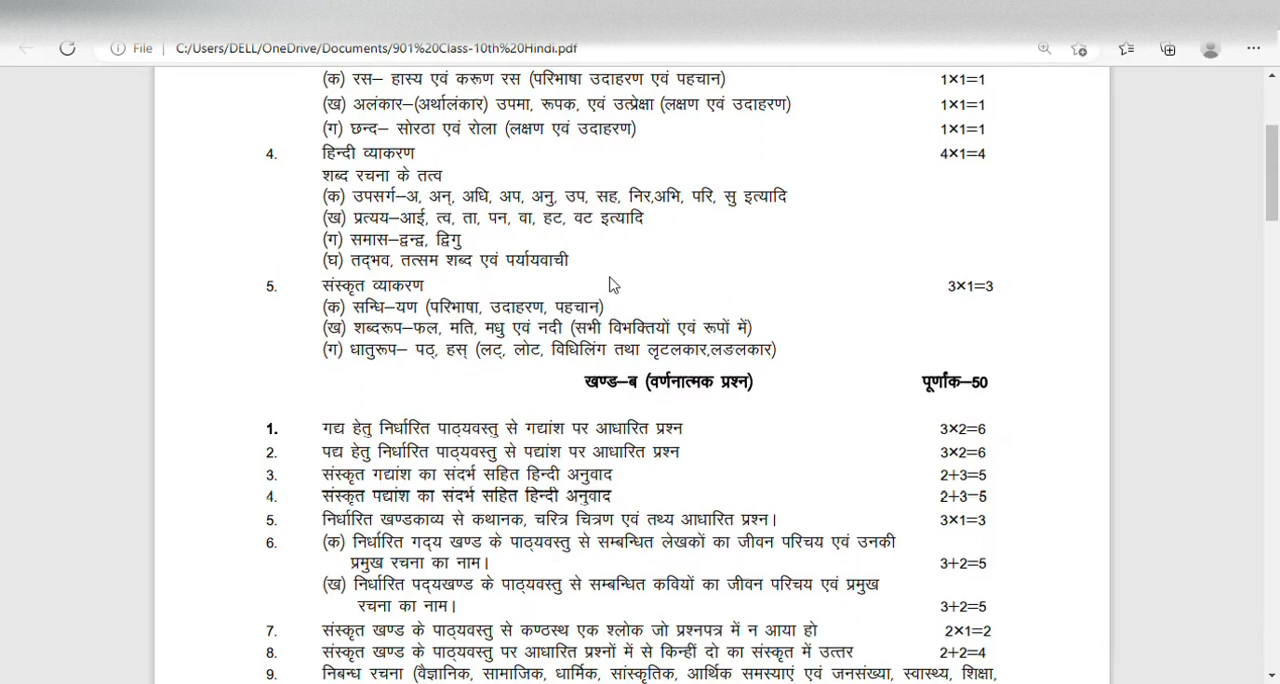 File | C:/Users/DELL/OneDrive/Documents/901%20Class-10th%20Hindi.pdf
(क) रस– हास्य एवं करूण रस (परिभाषा उदाहरण एवं पहचान) 1×1=1
(ख) अलंकार–(अर्थालंकार) उपमा, रूपक, एवं उत्प्रेक्षा (लक्षण एवं उदाहरण) 1×1=1
(ग) छन्द– सोरठा एवं रोला (लक्षण एवं उदाहरण) 1×1=1
4. हिन्दी व्याकरण 4×1=4
शब्द रचना के तत्व
(क) उपसर्ग–अ, अन्, अधि, अप, अनु, उप, सह, निर,अभि, परि, सु इत्यादि
(ख) प्रत्यय–आई, त्व, ता, पन, वा, हट, वट इत्यादि
(ग) समास–द्वन्द्व, द्विगु
(घ) तद्भव, तत्सम शब्द एवं पर्यायवाची
5. संस्कृत व्याकरण 3×1=3
(क) सन्धि–यण (परिभाषा, उदाहरण, पहचान)
(ख) शब्दरूप–फल, मति, मधु एवं नदी (सभी विभक्तियों एवं रूपों में)
(ग) धातुरूप– पठ्, हस् (लट्, लोट, विधिलिंग तथा लृटलकार,लङलकार)
खण्ड–ब (वर्णनात्मक प्रश्न) पूर्णांक–50
1. गद्य हेतु निर्धारित पाठ्यवस्तु से गद्यांश पर आधारित प्रश्न 3×2=6
2. पद्य हेतु निर्धारित पाठ्यवस्तु से पद्यांश पर आधारित प्रश्न 3×2=6
3. संस्कृत गद्यांश का संदर्भ सहित हिन्दी अनुवाद 2+3=5
4. संस्कृत पद्यांश का संदर्भ सहित हिन्दी अनुवाद 2+3=5
5. निर्धारित खण्डकाव्य से कथानक, चरित्र चित्रण एवं तथ्य आधारित प्रश्न। 3×1=3
6. (क) निर्धारित गद्य खण्ड के पाठ्यवस्तु से सम्बन्धित लेखकों का जीवन परिचय एवं उनकी
प्रमुख रचना का नाम। 3+2=5
(ख) निर्धारित पद्यखण्ड के पाठ्यवस्तु से सम्बन्धित कवियों का जीवन परिचय एवं प्रमुख
रचना का नाम। 3+2=5
7. संस्कृत खण्ड के पाठ्यवस्तु से कण्ठस्थ एक श्लोक जो प्रश्नपत्र में न आया हो 2×1=2
8. संस्कृत खण्ड के पाठ्यवस्तु पर आधारित प्रश्नों में से किन्हीं दो का संस्कृत में उत्तर 2+2=4
9. निबन्ध रचना (वैज्ञानिक, सामाजिक, धार्मिक, सांस्कृतिक, आर्थिक समस्याएं एवं जनसंख्या, स्वास्थ्य, शिक्षा,